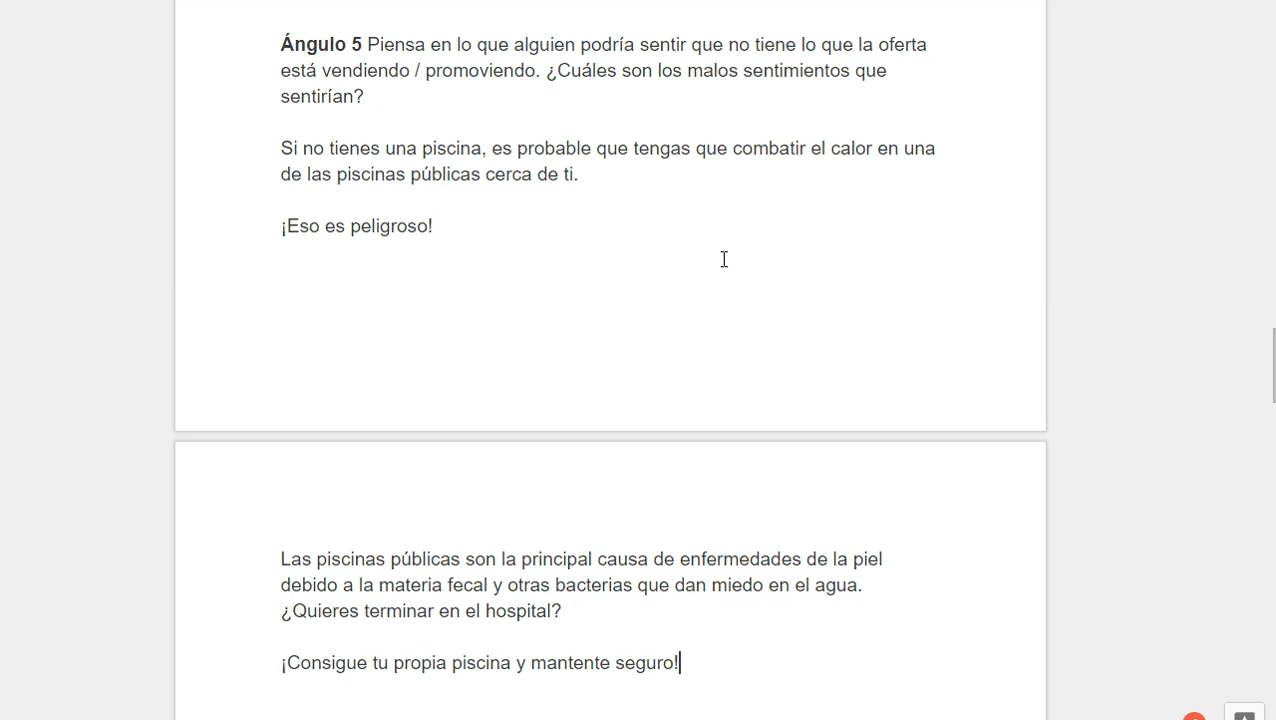 Ángulo 5 Piensa en lo que alguien podría sentir que no tiene lo que la oferta
está vendiendo / promoviendo. ¿Cuáles son los malos sentimientos que
sentirían?
Si no tienes una piscina, es probable que tengas que combatir el calor en una
de las piscinas públicas cerca de ti.
¡Eso es peligroso!
Las piscinas públicas son la principal causa de enfermedades de la piel
debido a la materia fecal y otras bacterias que dan miedo en el agua.
¿Quieres terminar en el hospital?
¡Consigue tu propia piscina y mantente seguro!